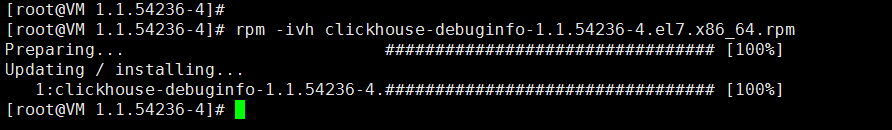 [root@VM 1.1.54236-4]#
[root@VM 1.1.54236-4]# rpm -ivh clickhouse-debuginfo-1.1.54236-4.el7.x86_64.rpm
Preparing...                          ################################# [100%]
Updating / installing...
   1:clickhouse-debuginfo-1.1.54236-4.################################# [100%]
[root@VM 1.1.54236-4]#